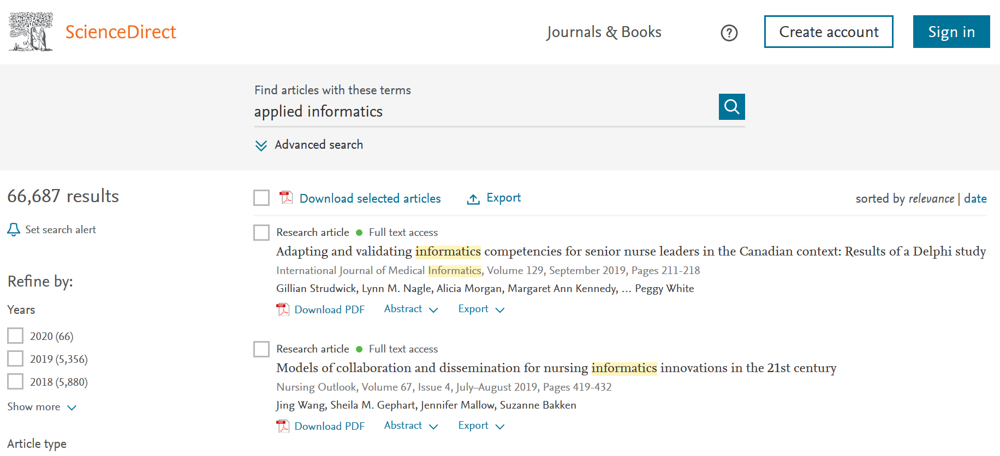 ScienceDirect
Journals & Books
?
Create account
Sign in
Find articles with these terms
applied informatics
Advanced search
66,687 results
Set search alert
Refine by:
Years
2020 (66)
2019 (5,356)
2018 (5,880)
Show more
Article type
Download selected articles
Export
sorted by relevance | date
Research article Full text access
Adapting and validating informatics competencies for senior nurse leaders in the Canadian context: Results of a Delphi study
International Journal of Medical Informatics, Volume 129, September 2019, Pages 211-218
Gillian Strudwick, Lynn M. Nagle, Alicia Morgan, Margaret Ann Kennedy, … Peggy White
Download PDF Abstract Export
Research article Full text access
Models of collaboration and dissemination for nursing informatics innovations in the 21st century
Nursing Outlook, Volume 67, Issue 4, July–August 2019, Pages 419-432
Jing Wang, Sheila M. Gephart, Jennifer Mallow, Suzanne Bakken
Download PDF Abstract Export